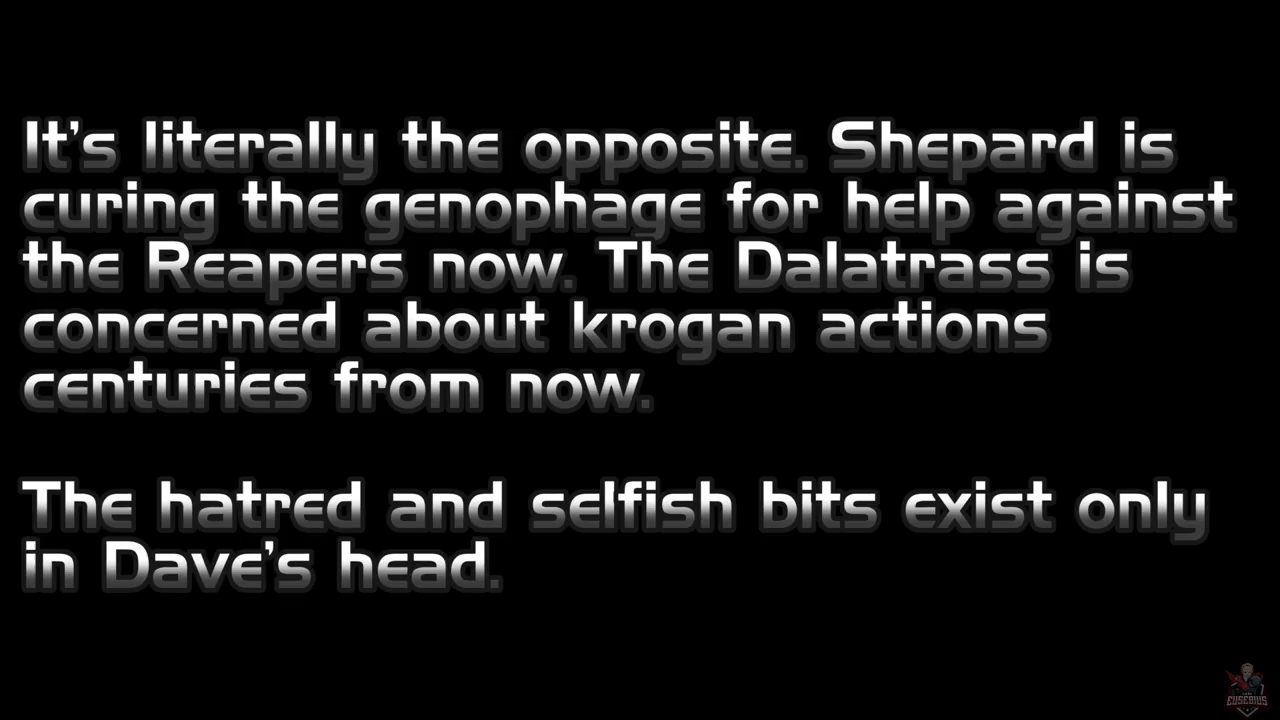 It's literally the opposite. Shepard is
curing the genophage for help against
the Reapers now. The Dalatrass is
concerned about krogan actions
centuries from now.
The hatred and selfish bits exist only
in Dave's head.
EUSEBIUS